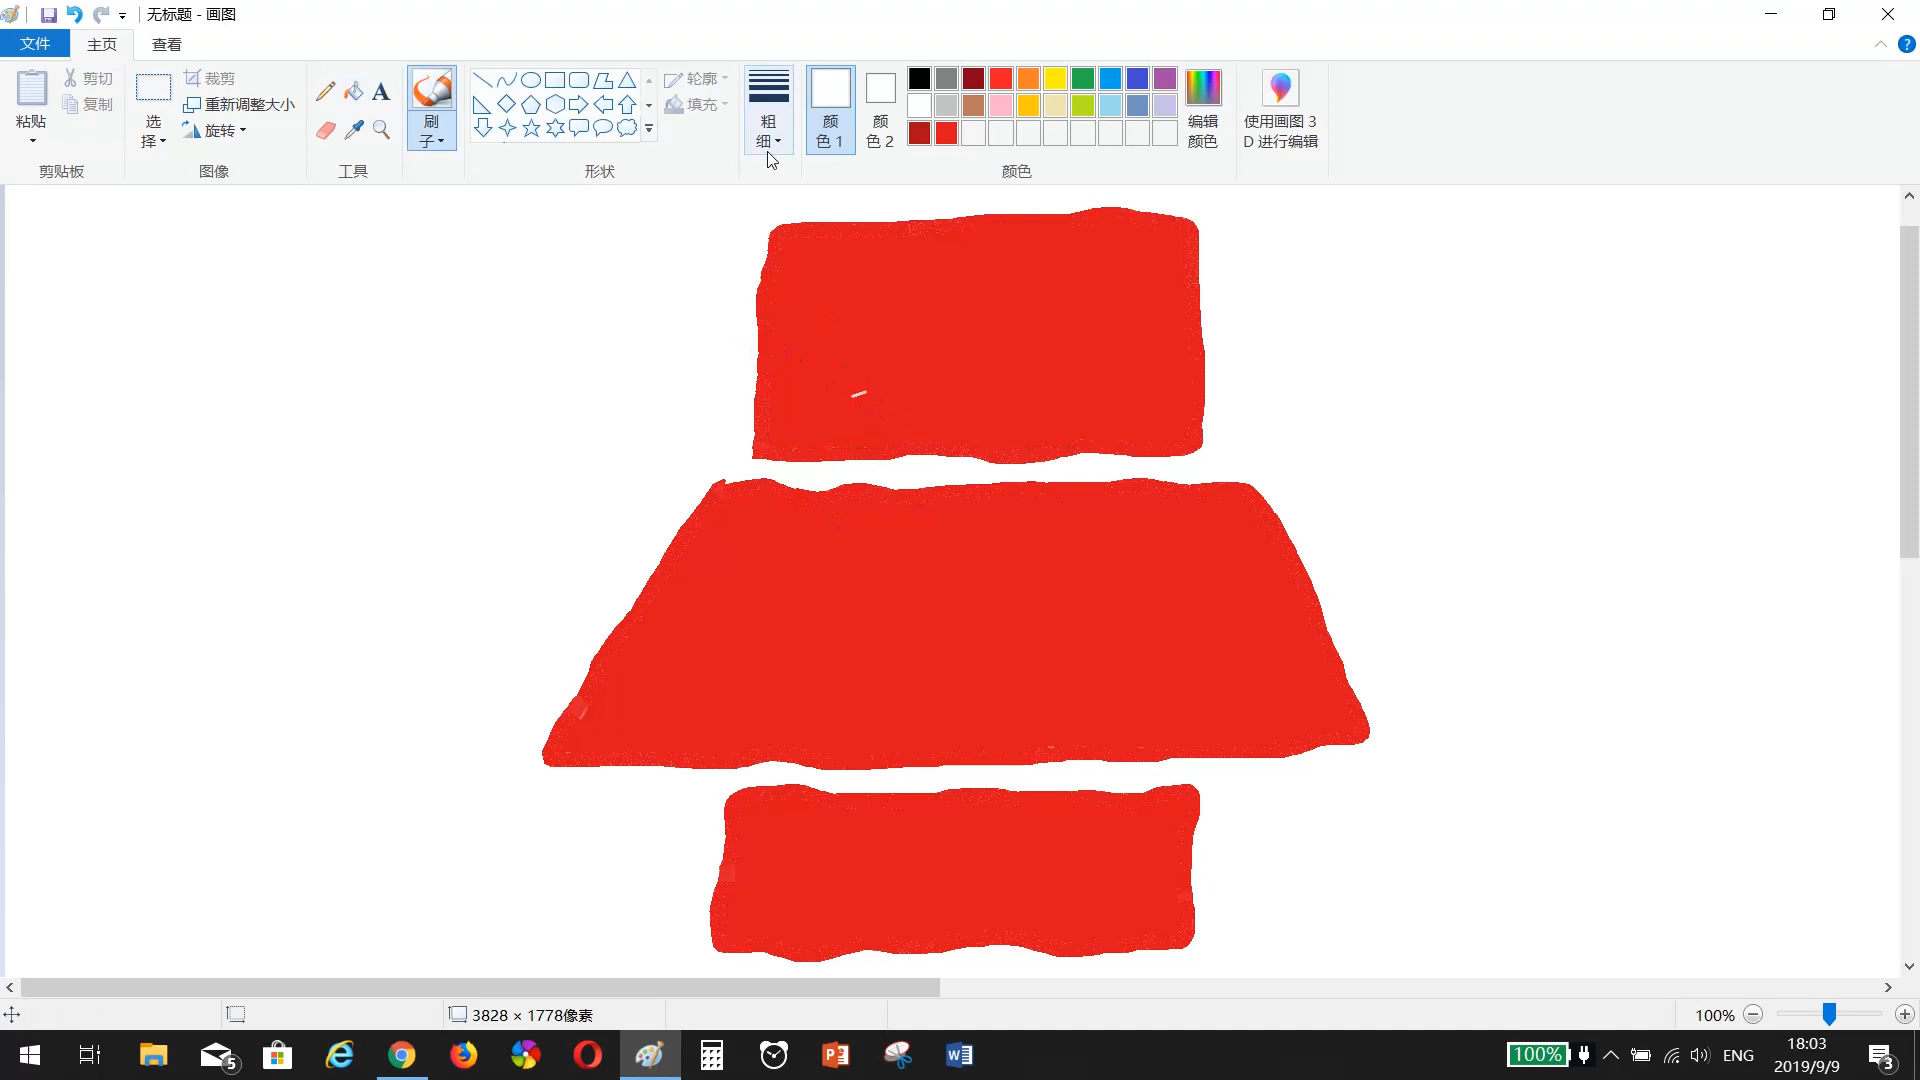 无标题 - 画图
文件 主页 查看
粘贴
剪切
复制
剪贴板
选择
裁剪
重新调整大小
旋转
图像
A
工具
刷子
形状
轮廓
填充
粗细
颜色 1
颜色 2
颜色
编辑颜色
使用画图 3D 进行编辑
3828 × 1778像素
100%
5
P
W
100%
ENG
18:03
2019/9/9
3